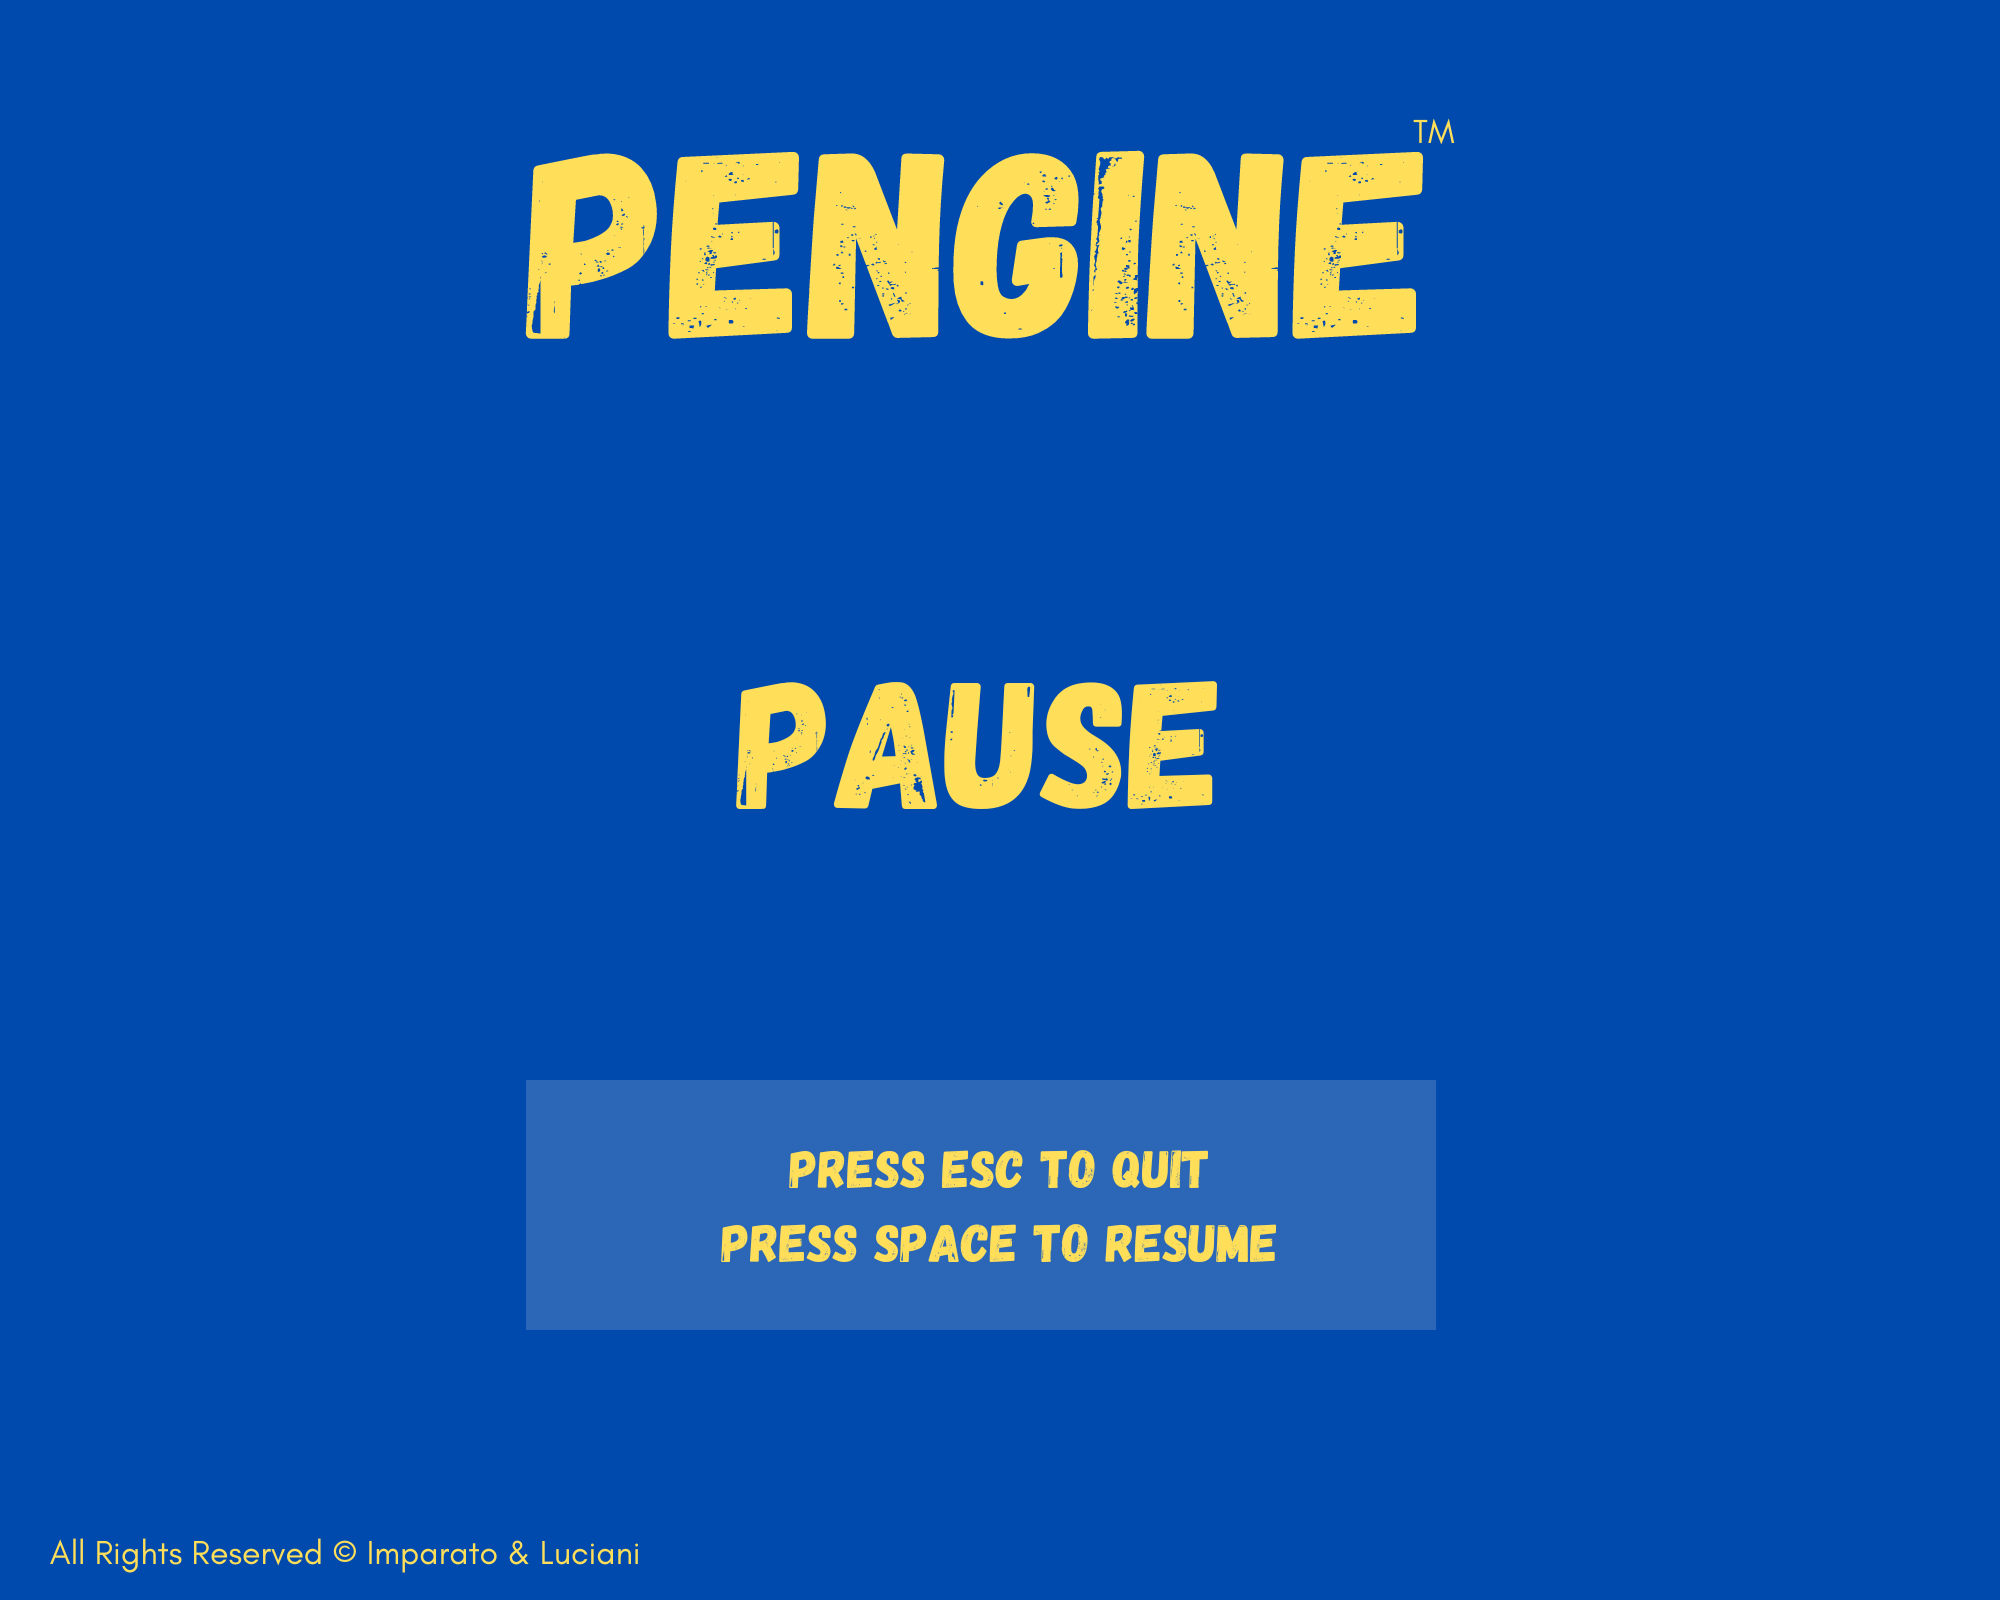 PENGINE™
PAUSE
PRESS ESC TO QUIT
PRESS SPACE TO RESUME
All Rights Reserved © Imparato & Luciani